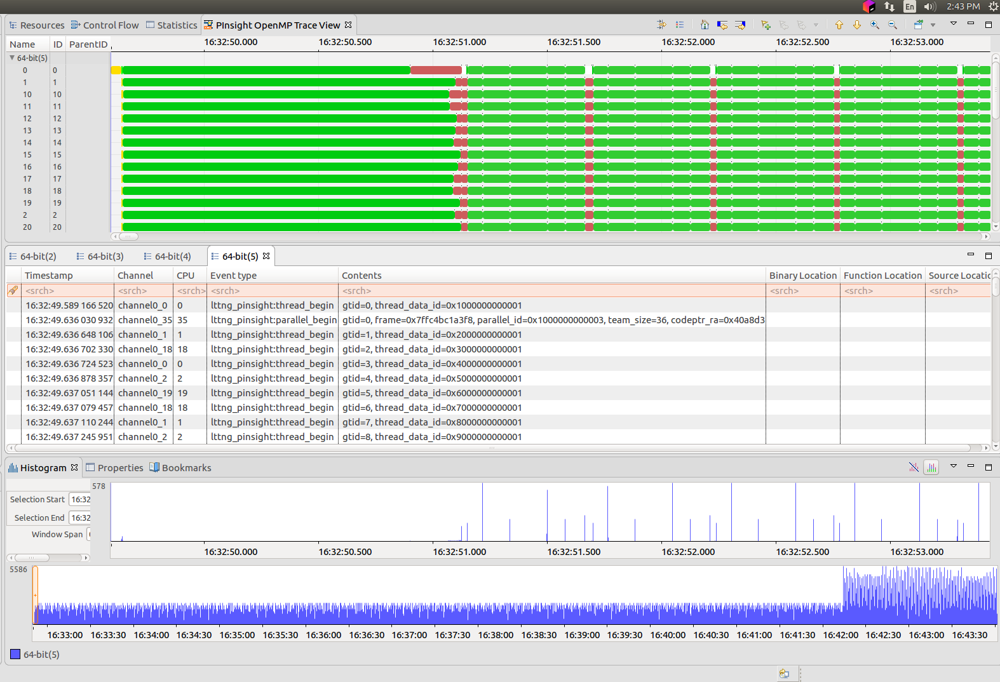 En 2:43 PM
Resources Control Flow Statistics PInsight OpenMP Trace View
Name ID ParentID 16:32:50.000 16:32:50.500 16:32:51.000 16:32:51.500 16:32:52.000 16:32:52.500 16:32:53.000
64-bit(5)
0 0
1 1
10 10
11 11
12 12
13 13
14 14
15 15
16 16
17 17
18 18
19 19
2 2
20 20
64-bit(2) 64-bit(3) 64-bit(4) 64-bit(5)
Timestamp Channel CPU Event type Contents Binary Location Function Location Source Locatic
<srch> <srch> <srch> <srch> <srch> <srch> <srch> <srch>
16:32:49.589 166 520 channel0_0 0 lttng_pinsight:thread_begin gtid=0, thread_data_id=0x1000000000001
16:32:49.636 030 932 channel0_35 35 lttng_pinsight:parallel_begin gtid=0, frame=0x7ffc4bc1a3f8, parallel_id=0x1000000000003, team_size=36, codeptr_ra=0x40a8d3
16:32:49.636 648 106 channel0_1 1 lttng_pinsight:thread_begin gtid=1, thread_data_id=0x2000000000001
16:32:49.636 702 330 channel0_18 18 lttng_pinsight:thread_begin gtid=2, thread_data_id=0x3000000000001
16:32:49.636 724 523 channel0_0 0 lttng_pinsight:thread_begin gtid=3, thread_data_id=0x4000000000001
16:32:49.636 878 357 channel0_2 2 lttng_pinsight:thread_begin gtid=4, thread_data_id=0x5000000000001
16:32:49.637 051 144 channel0_19 19 lttng_pinsight:thread_begin gtid=5, thread_data_id=0x6000000000001
16:32:49.637 079 457 channel0_18 18 lttng_pinsight:thread_begin gtid=6, thread_data_id=0x7000000000001
16:32:49.637 110 244 channel0_1 1 lttng_pinsight:thread_begin gtid=7, thread_data_id=0x8000000000001
16:32:49.637 245 951 channel0_2 2 lttng_pinsight:thread_begin gtid=8, thread_data_id=0x9000000000001
Histogram Properties Bookmarks
578
Selection Start 16:32
Selection End 16:32
Window Span
16:32:50.000 16:32:50.500 16:32:51.000 16:32:51.500 16:32:52.000 16:32:52.500 16:32:53.000
5586
16:33:00 16:33:30 16:34:00 16:34:30 16:35:00 16:35:30 16:36:00 16:36:30 16:37:00 16:37:30 16:38:00 16:38:30 16:39:00 16:39:30 16:40:00 16:40:30 16:41:00 16:41:30 16:42:00 16:42:30 16:43:00 16:43:30
64-bit(5)